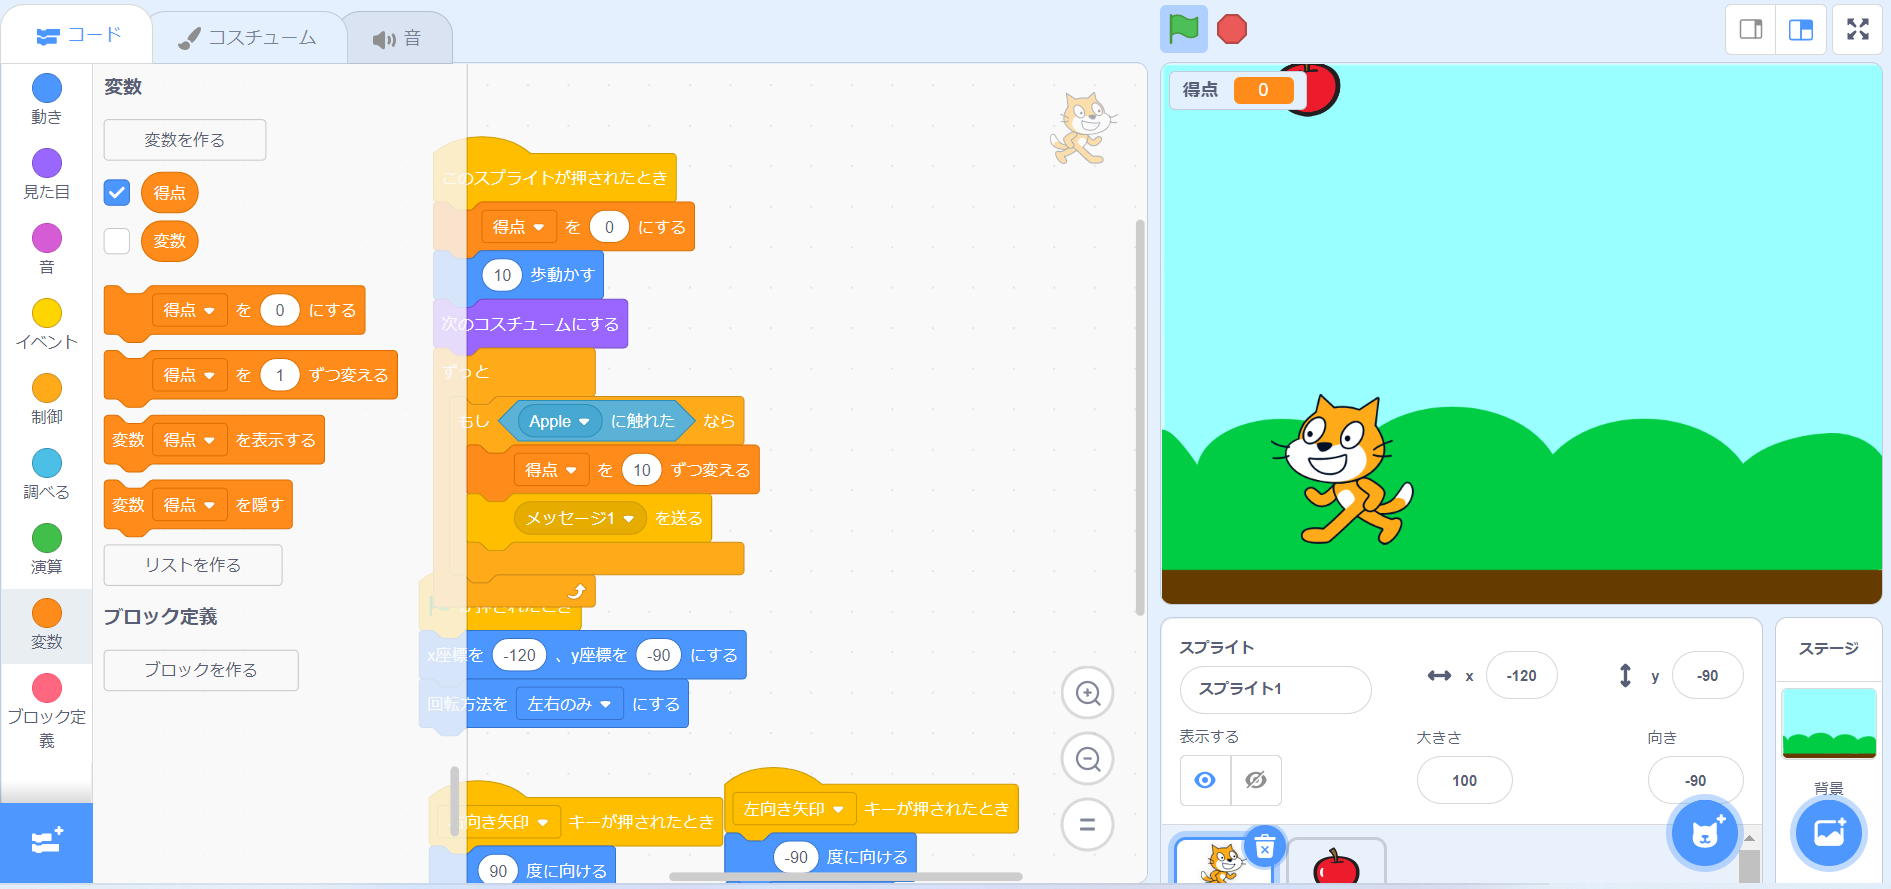 コード
コスチューム
音
動き
見た目
音
イベント
制御
調べる
演算
変数
ブロック定
義
変数
変数を作る
得点
変数
得点 を 0 にする
得点 を 1 ずつ変える
変数 得点 を表示する
変数 得点 を隠す
リストを作る
ブロック定義
ブロックを作る
このスプライトが押されたとき
得点 を 0 にする
10 歩動かす
次のコスチュームにする
ずっと
もし Apple に触れた なら
得点 を 10 ずつ変える
メッセージ1 を送る
が押されたとき
x座標を -120 、y座標を -90 にする
回転方法を 左右のみ にする
向き矢印 キーが押されたとき
90 度に向ける
左向き矢印 キーが押されたとき
-90 度に向ける
得点 0
スプライト
スプライト1
x -120
y -90
表示する
大きさ
100
向き
-90
ステージ
背景